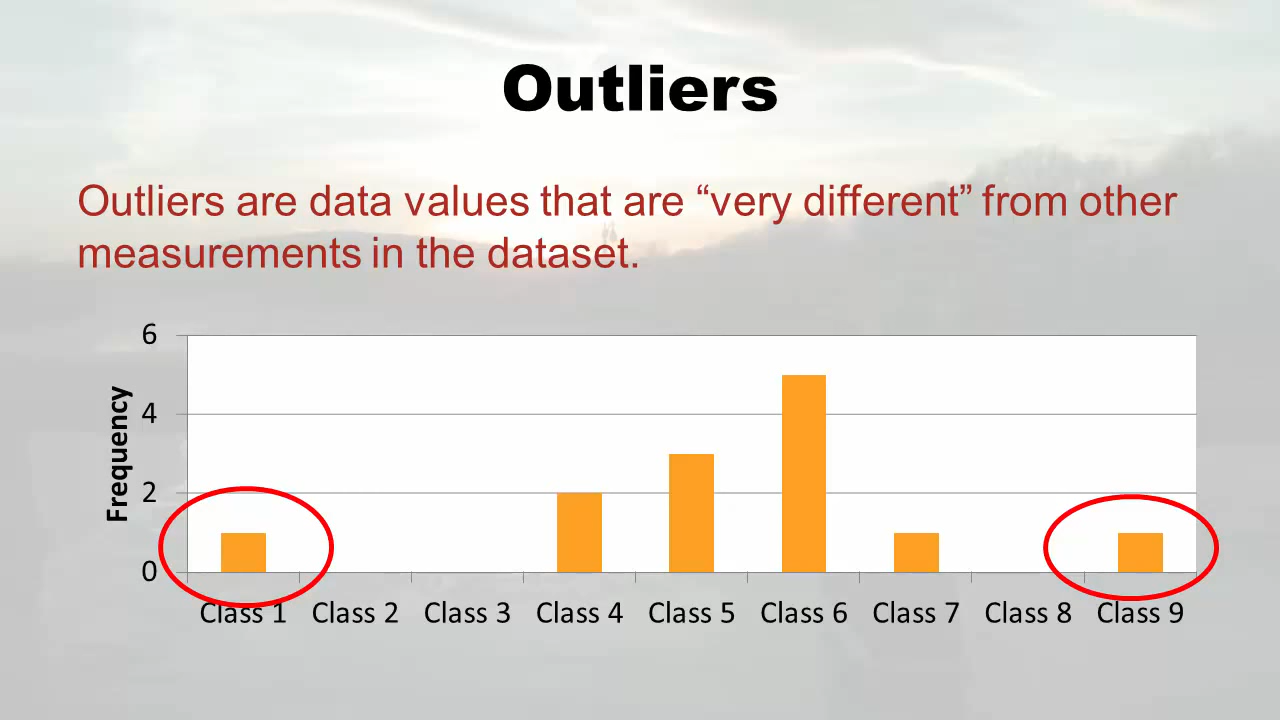 Outliers
Outliers are data values that are “very different” from other
measurements in the dataset.
Frequency
6
4
2
0
Class 1 Class 2 Class 3 Class 4 Class 5 Class 6 Class 7 Class 8 Class 9